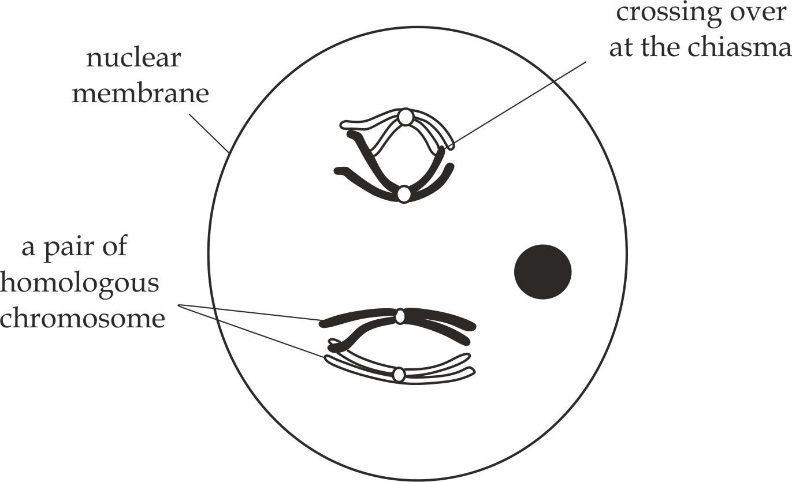 crossing over
at the chiasma
nuclear
membrane
a pair of
homologous
chromosome